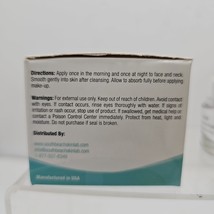 Directions: Apply once in the morning and once at night to face and neck.
Smooth gently into skin after cleansing. Allow to absorb fully before applying
make-up.
Warnings: For external use only. Keep out of reach of children. Avoid contact
with eyes. If contact occurs, rinse eyes thoroughly with water. If signs of
irritation or rash occur, stop use of product. If swallowed, get medical help or
contact a Poison Control Center immediately. Protect from heat, light and
moisture. Do not purchase if seal is broken.
Distributed By:
Manufactured in USA